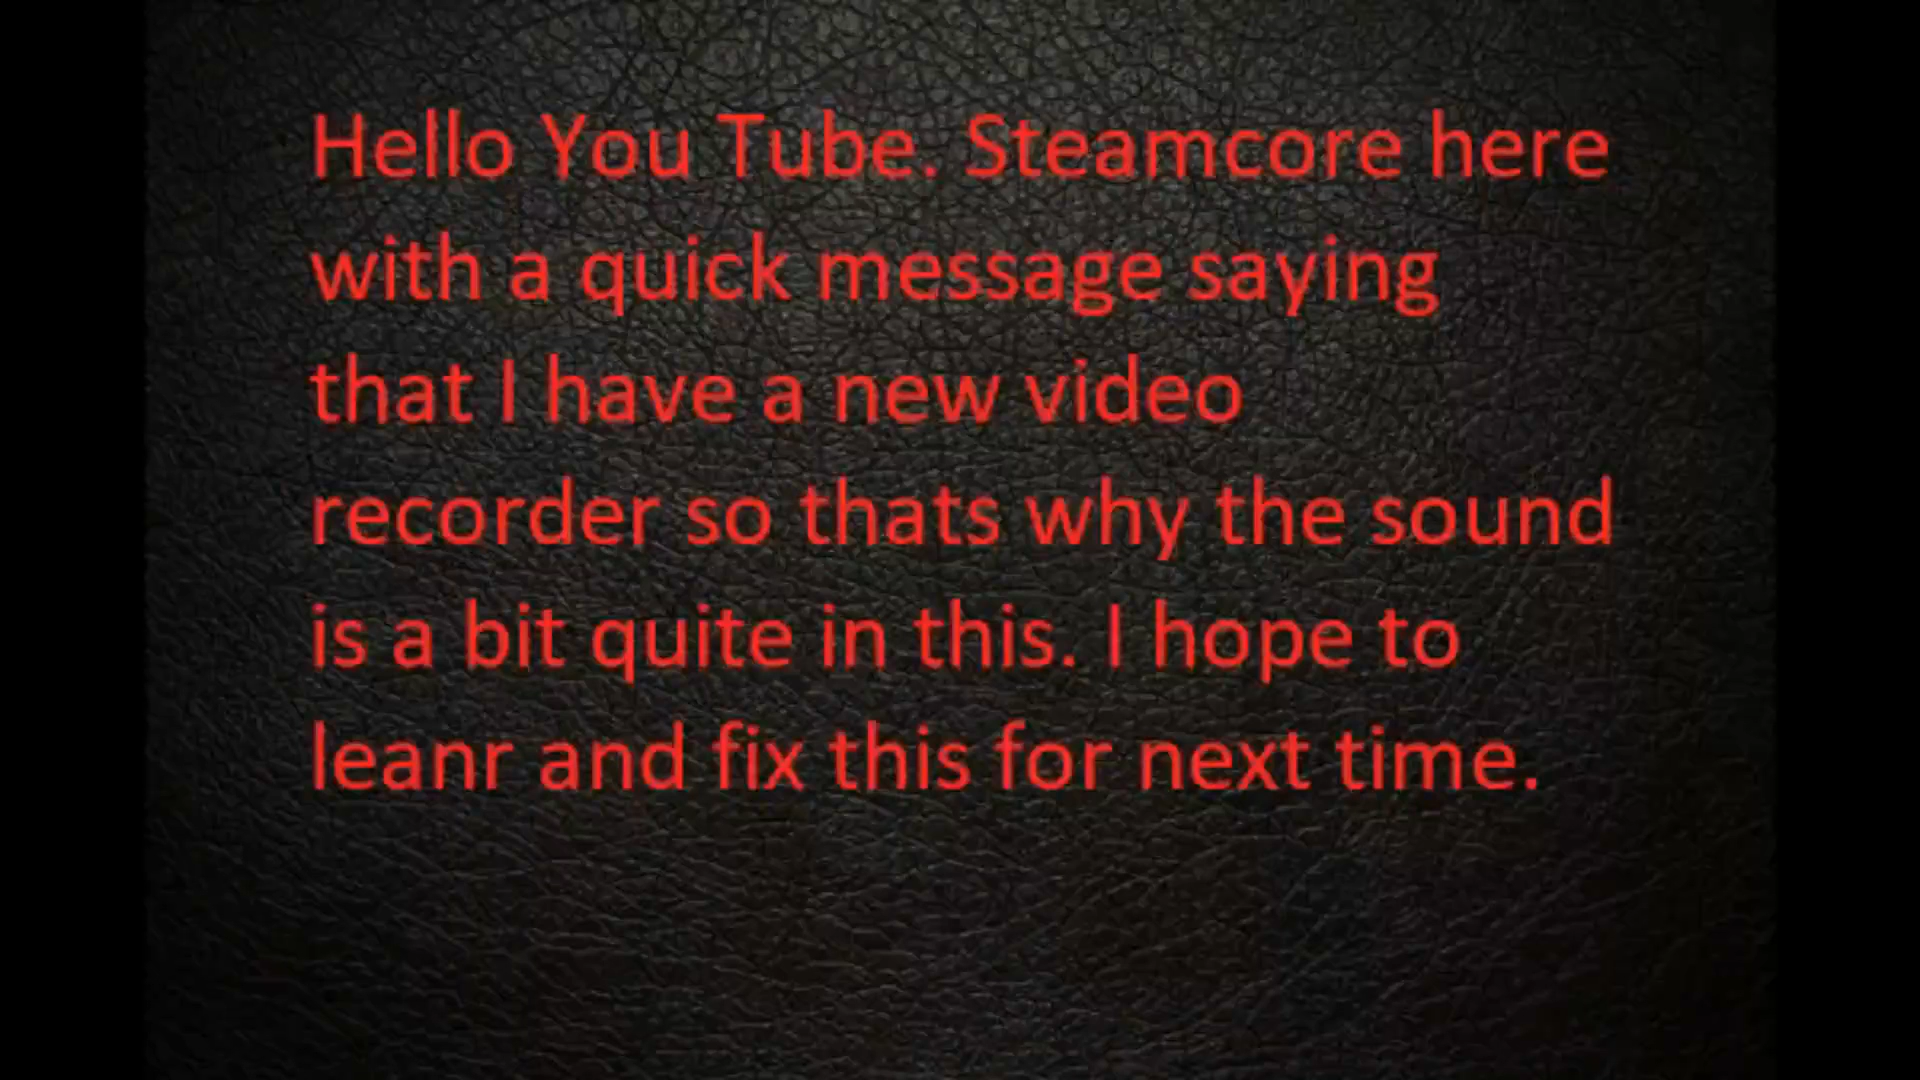 Hello You Tube. Steamcore here
with a quick message saying
that I have a new video
recorder so thats why the sound
is a bit quite in this. I hope to
leanr and fix this for next time.